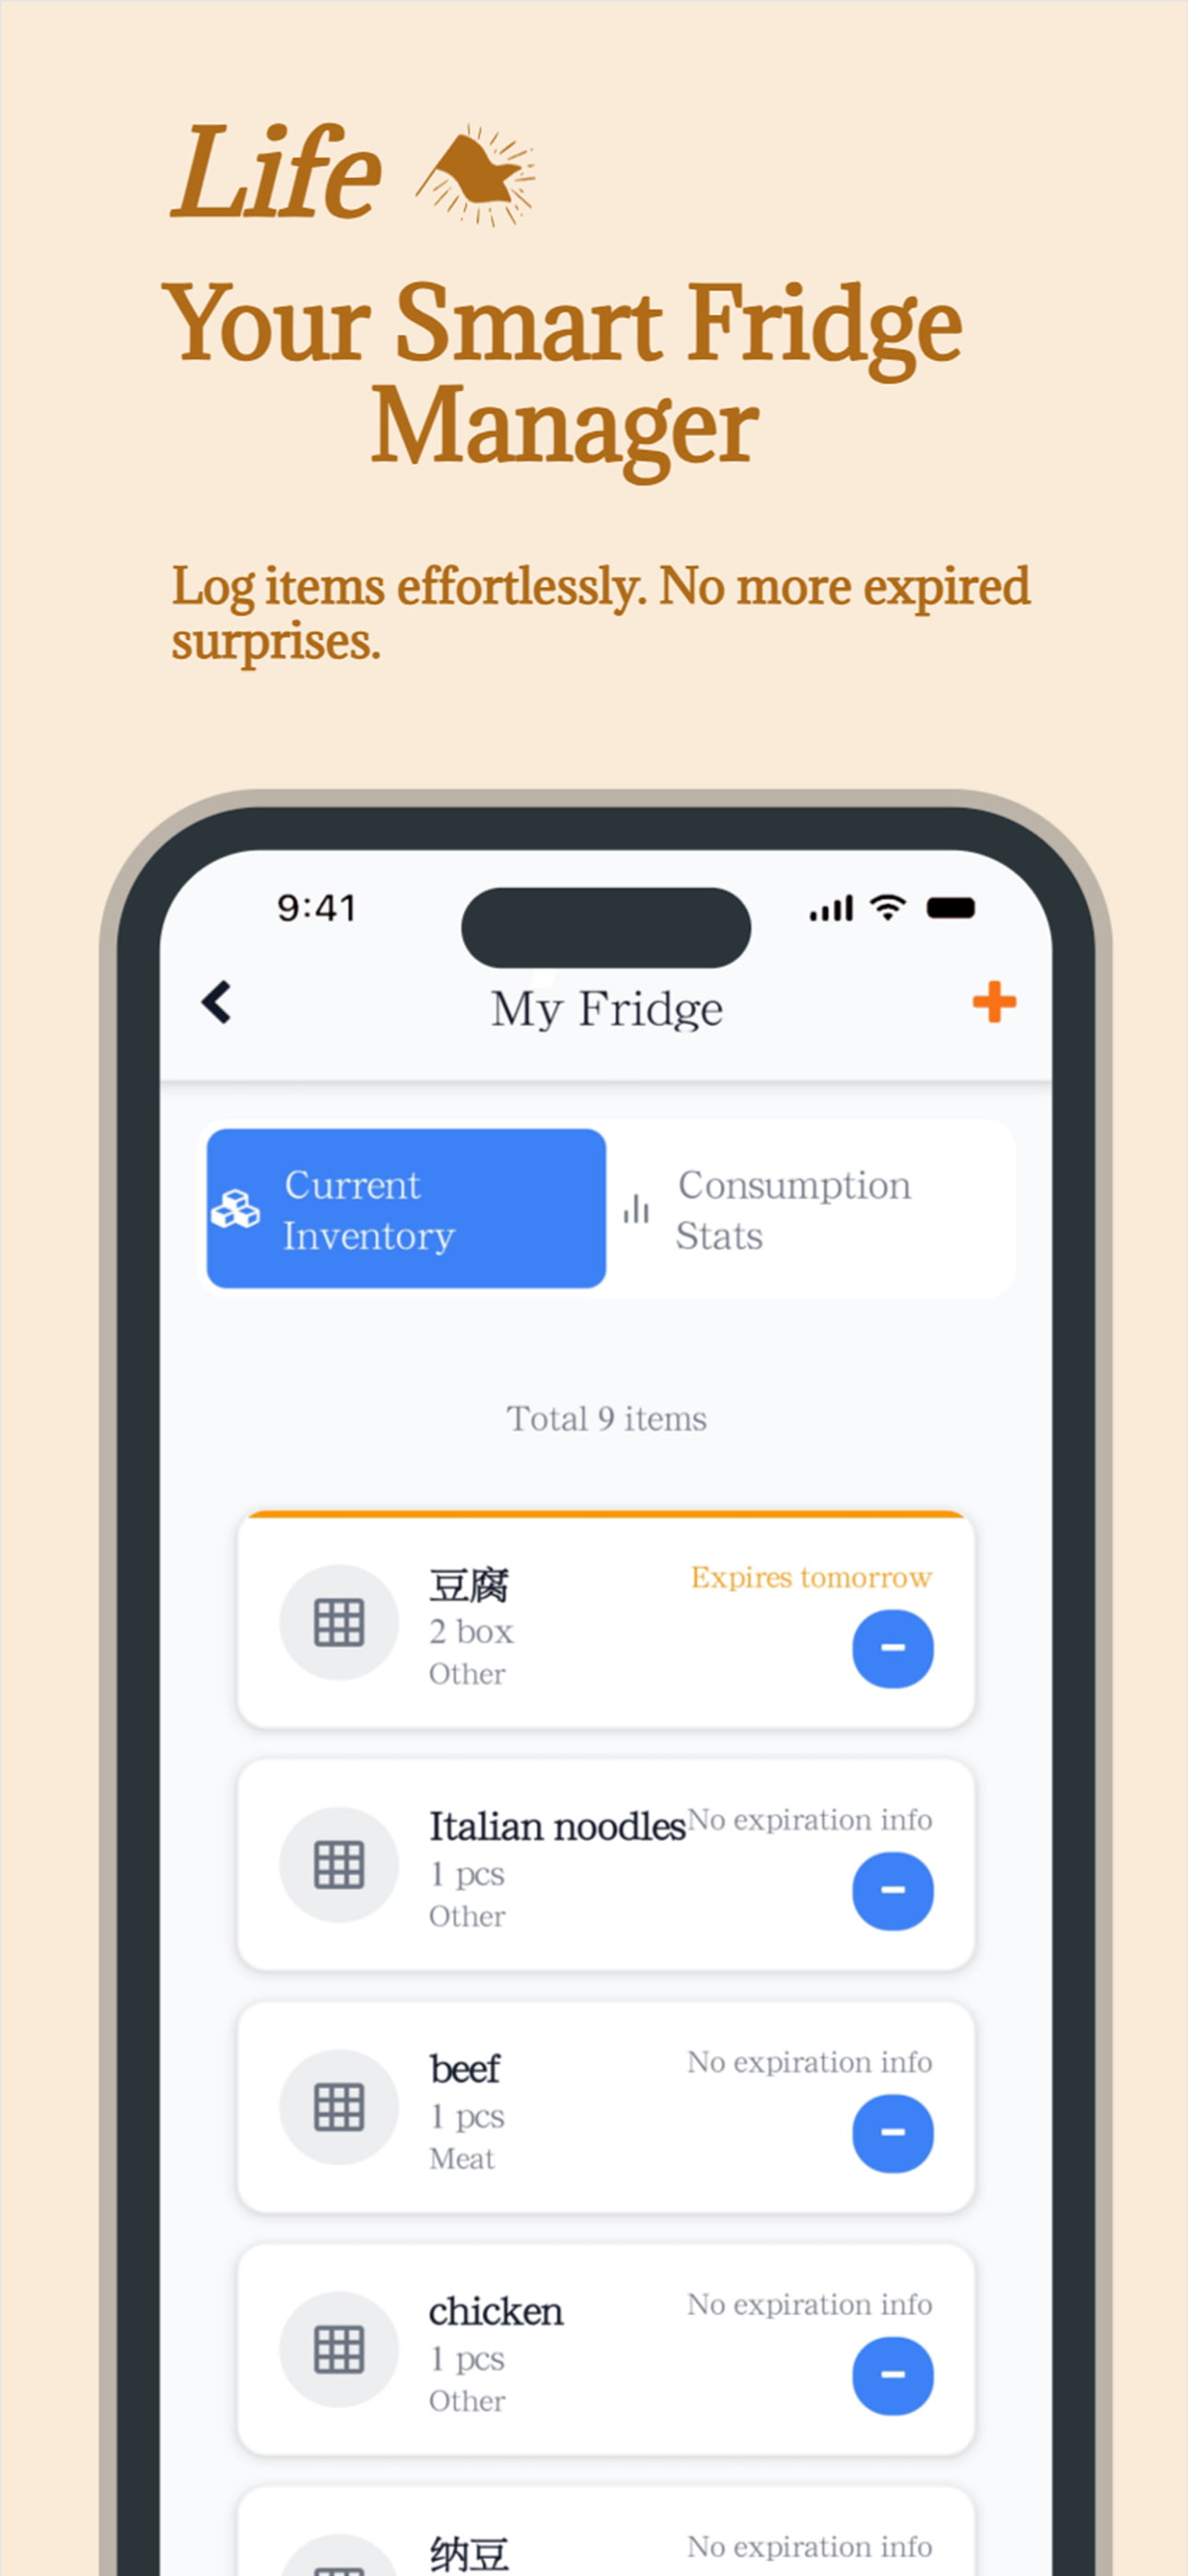 Life
Your Smart Fridge
Manager
Log items effortlessly. No more expired
surprises.
9:41
My Fridge
Current
Inventory
Consumption
Stats
Total 9 items
豆腐
Expires tomorrow
2 box
Other
Italian noodles
No expiration info
1 pcs
Other
beef
No expiration info
1 pcs
Meat
chicken
No expiration info
1 pcs
Other
纳豆
No expiration info